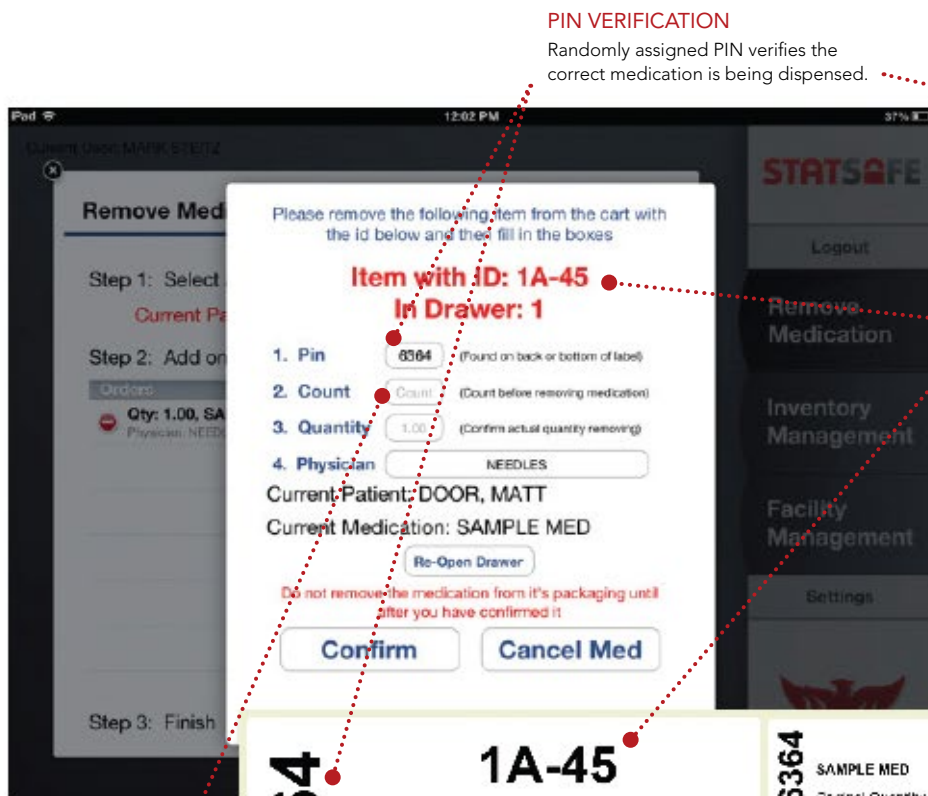 PIN VERIFICATION
Randomly assigned PIN verifies the
correct medication is being dispensed.
iPad 12:02 PM 37%
Current User: MARK
STATSAFE
Logout
Remove
Medication
Inventory
Management
Facility
Management
Settings
Remove Med
Step 1: Select
Current Pa
Step 2: Add on
Orders
Qty: 1.00, SA
Physician: NEED
Step 3: Finish
Please remove the following item from the cart with
the id below and then fill in the boxes
Item with ID: 1A-45
In Drawer: 1
1. Pin 6364 (Found on back or bottom of label)
2. Count Count (Count before removing medication)
3. Quantity 1.00 (Confirm actual quantity removing)
4. Physician NEEDLES
Current Patient: DOOR, MATT
Current Medication: SAMPLE MED
Re-Open Drawer
Do not remove the medication from it's packaging until
after you have confirmed it
Confirm Cancel Med
64
1A-45
6364
SAMPLE MED
Quantity